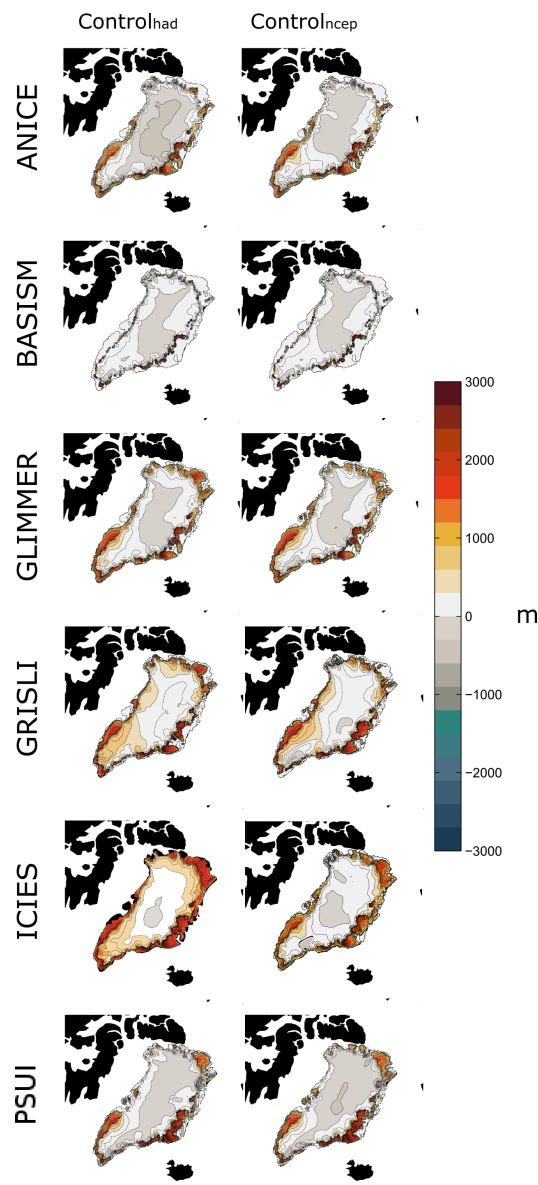 Controlhad Controlncep
ANICE
BASISM
GLIMMER
GRISLI
ICIES
PSUI
3000
2000
1000
0
−1000
−2000
−3000
m